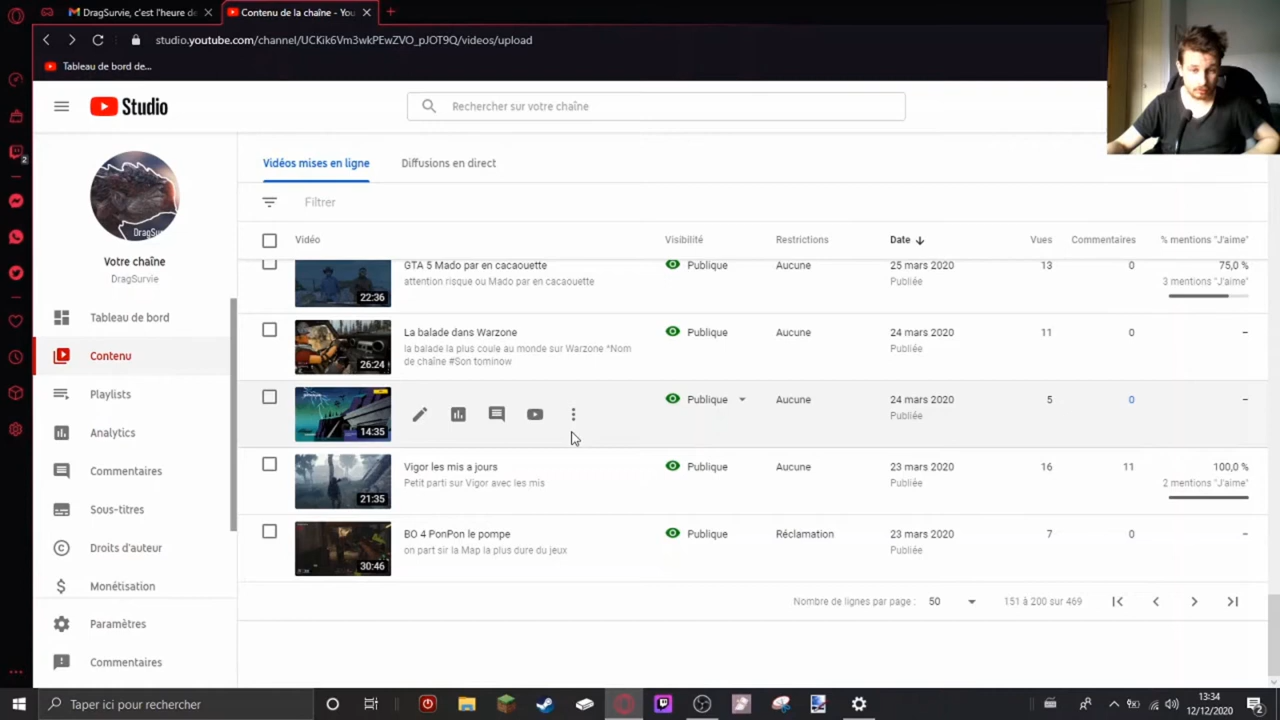 DragSurvie, c'est l'heure de
Contenu de la chaîne - You
studio.youtube.com/channel/UCKik6Vm3wkPEwZVO_pJOT9Q/videos/upload
Tableau de bord de...
Studio
Rechercher sur votre chaîne
DragSu
Votre chaîne
DragSurvie
Tableau de bord
Contenu
Playlists
Analytics
Commentaires
Sous-titres
Droits d'auteur
Monétisation
Paramètres
Commentaires
Vidéos mises en ligne
Diffusions en direct
Filtrer
Vidéo Visibilité Restrictions Date Vues Commentaires % mentions "J'aime"
GTA 5 Mado par en cacaouette Publique Aucune 25 mars 2020 13 0 75,0 %
attention risque ou Mado par en cacaouette Publiée 3 mentions "J'aime"
22:36
La balade dans Warzone Publique Aucune 24 mars 2020 11 0 –
la balade la plus coule au monde sur Warzone *Nom Publiée
de chaîne #Son tominow
26:24
Publique Aucune 24 mars 2020 5 0 –
Publiée
14:35
Vigor les mis a jours Publique Aucune 23 mars 2020 16 11 100,0 %
Petit parti sur Vigor avec les mis Publiée 2 mentions "J'aime"
21:35
BO 4 PonPon le pompe Publique Réclamation 23 mars 2020 7 0 –
on part sir la Map la plus dure du jeux Publiée
30:46
Nombre de lignes par page : 50 151 à 200 sur 469
Taper ici pour rechercher
13:34
12/12/2020
2
2